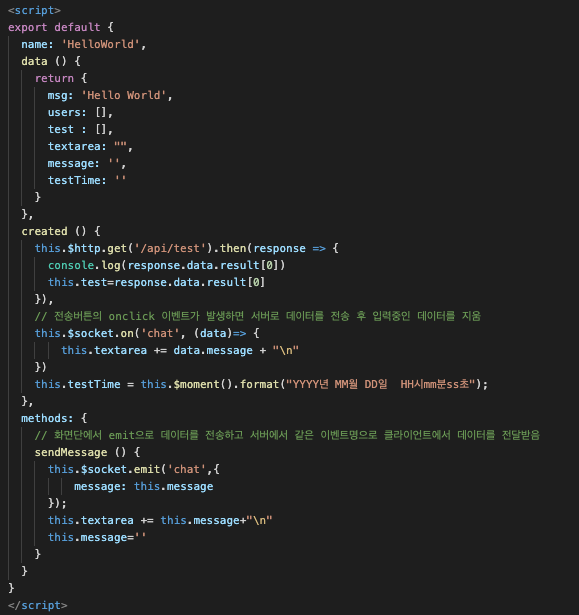 <script>
export default {
  name: 'HelloWorld',
  data () {
    return {
      msg: 'Hello World',
      users: [],
      test : [],
      textarea: "",
      message: '',
      testTime: ''
    }
  },
  created () {
    this.$http.get('/api/test').then(response => {
      console.log(response.data.result[0])
      this.test=response.data.result[0]
    }),
    // 전송버튼의 onclick 이벤트가 발생하면 서버로 데이터를 전송 후 입력중인 데이터를 지움
    this.$socket.on('chat', (data)=> {
        this.textarea += data.message + "\n"
    })
    this.testTime = this.$moment().format("YYYY년 MM월 DD일  HH시mm분ss초");
  },
  methods: {
    // 화면단에서 emit으로 데이터를 전송하고 서버에서 같은 이벤트명으로 클라이언트에서 데이터를 전달받음
    sendMessage () {
      this.$socket.emit('chat',{
          message: this.message
      });
      this.textarea += this.message+"\n"
      this.message=''
    }
  }
}
</script>